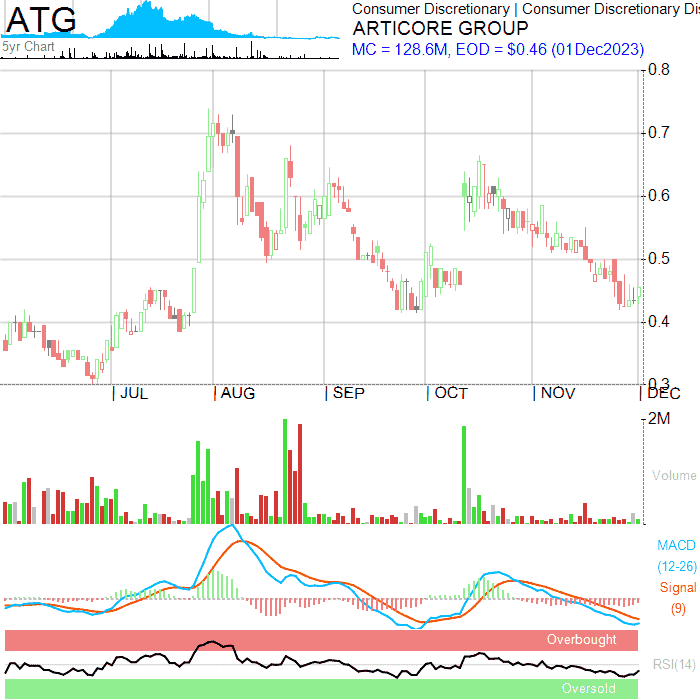 ATG
5yr Chart
Consumer Discretionary | Consumer Discretionary Dis
ARTICORE GROUP
MC = 128.6M, EOD = $0.46 (01Dec2023)
0.8
0.7
0.6
0.5
0.4
0.3
| JUL | AUG | SEP | OCT | NOV | DEC
2M
Volume
MACD
(12-26)
Signal
(9)
Overbought
RSI(14)
Oversold